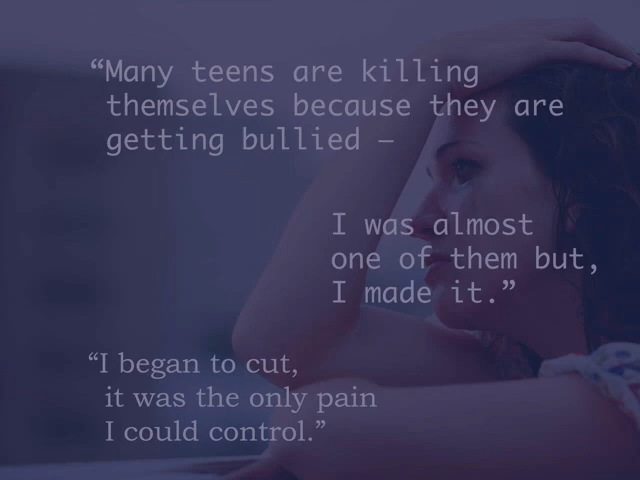 “Many teens are killing
themselves because they are
getting bullied –
I was almost
one of them but,
I made it.”
“I began to cut,
it was the only pain
I could control.”